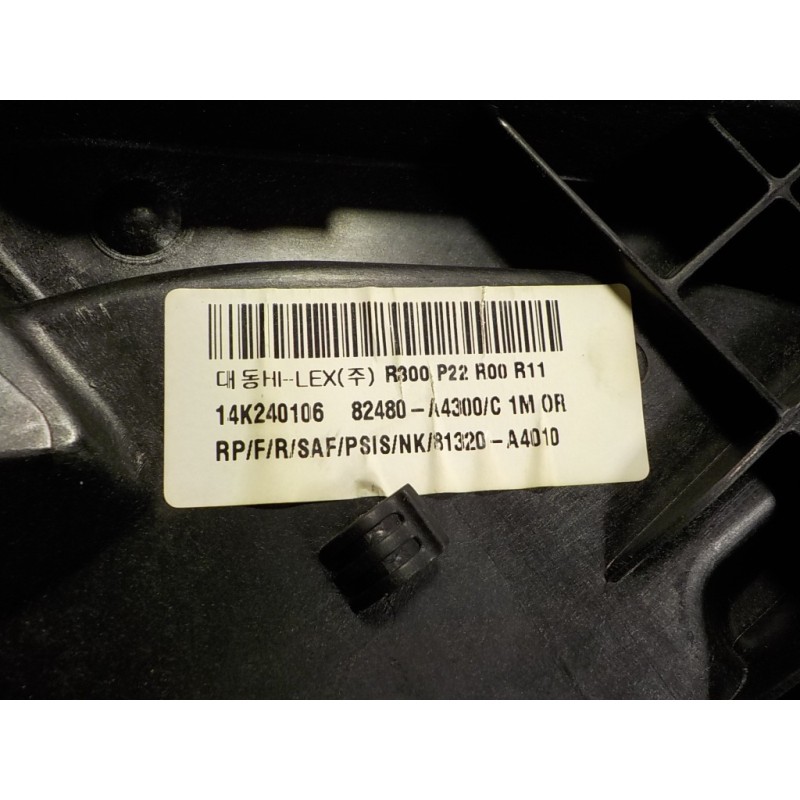 대동HI-LEX(주) R300 P22 R00 R11
14K240106 82480-A4300/C 1M OR
RP/F/R/SAF/PSIS/NK/81320-A4010